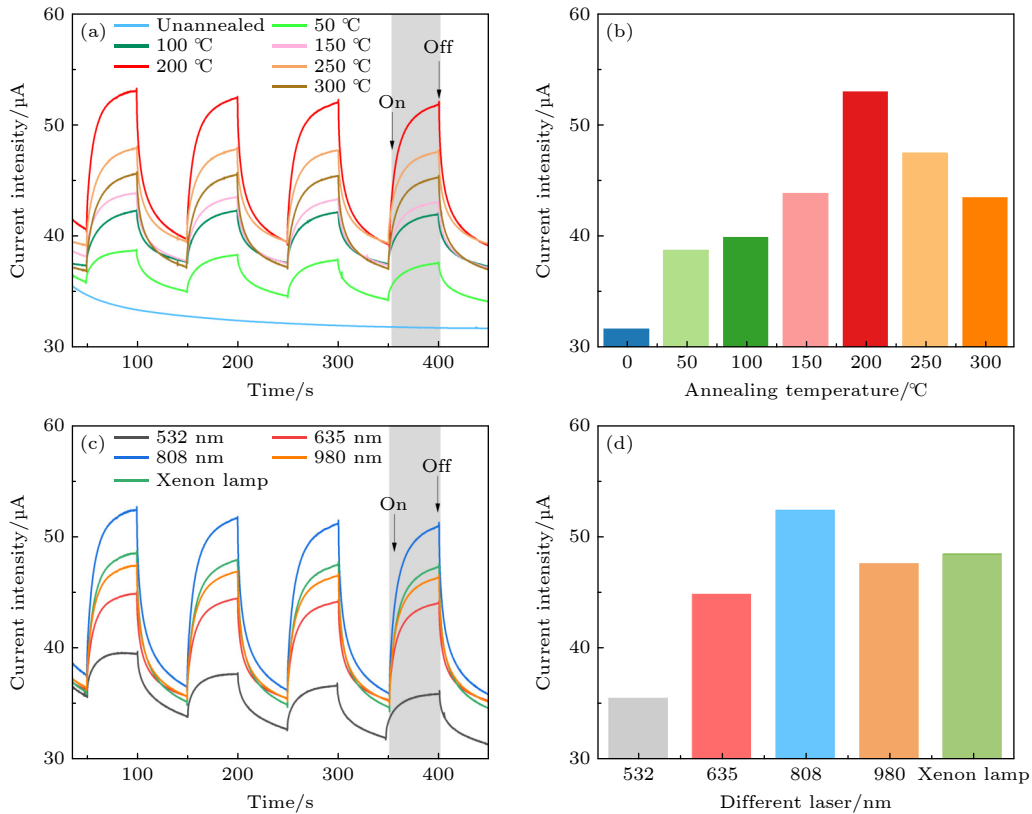 (a)
Unannealed
50 ℃
100 ℃
150 ℃
200 ℃
250 ℃
300 ℃
On
Off
60
50
40
30
Current intensity/μA
100
200
300
400
Time/s
(b)
60
50
40
30
Current intensity/μA
0
50
100
150
200
250
300
Annealing temperature/℃
(c)
532 nm
635 nm
808 nm
980 nm
Xenon lamp
On
Off
60
50
40
30
Current intensity/μA
100
200
300
400
Time/s
(d)
60
50
40
30
Current intensity/μA
532
635
808
980
Xenon lamp
Different laser/nm